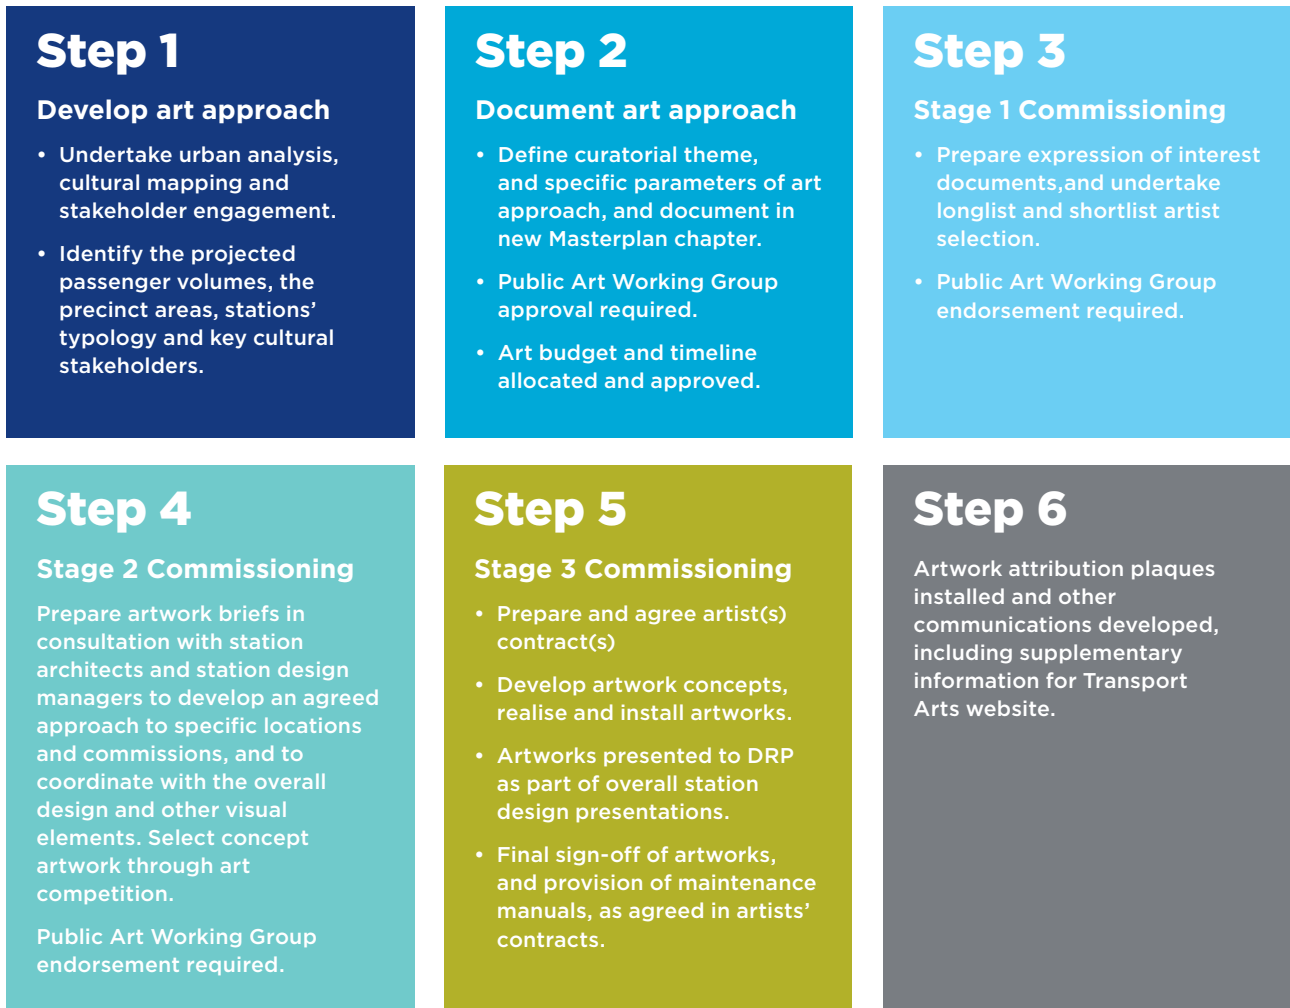 Step 1
Develop art approach
• Undertake urban analysis,
cultural mapping and
stakeholder engagement.
• Identify the projected
passenger volumes, the
precinct areas, stations’
typology and key cultural
stakeholders.
Step 2
Document art approach
• Define curatorial theme,
and specific parameters of art
approach, and document in
new Masterplan chapter.
• Public Art Working Group
approval required.
• Art budget and timeline
allocated and approved.
Step 3
Stage 1 Commissioning
• Prepare expression of interest
documents,and undertake
longlist and shortlist artist
selection.
• Public Art Working Group
endorsement required.
Step 4
Stage 2 Commissioning
Prepare artwork briefs in
consultation with station
architects and station design
managers to develop an agreed
approach to specific locations
and commissions, and to
coordinate with the overall
design and other visual
elements. Select concept
artwork through art
competition.
Public Art Working Group
endorsement required.
Step 5
Stage 3 Commissioning
• Prepare and agree artist(s)
contract(s)
• Develop artwork concepts,
realise and install artworks.
• Artworks presented to DRP
as part of overall station
design presentations.
• Final sign-off of artworks,
and provision of maintenance
manuals, as agreed in artists’
contracts.
Step 6
Artwork attribution plaques
installed and other
communications developed,
including supplementary
information for Transport
Arts website.